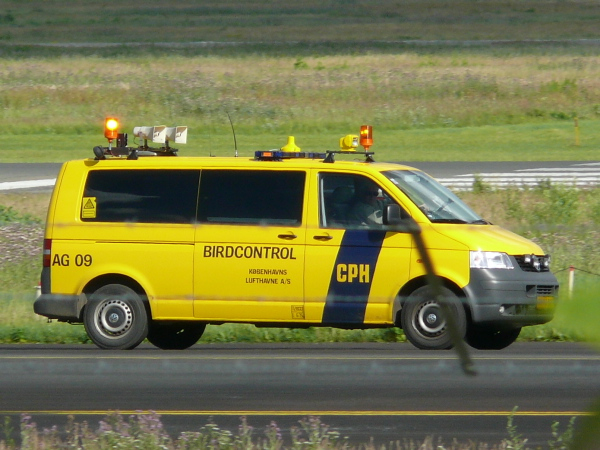 AG 09
BIRDCONTROL
KØBENHAVNS
LUFTHAVNE A/S
CPH